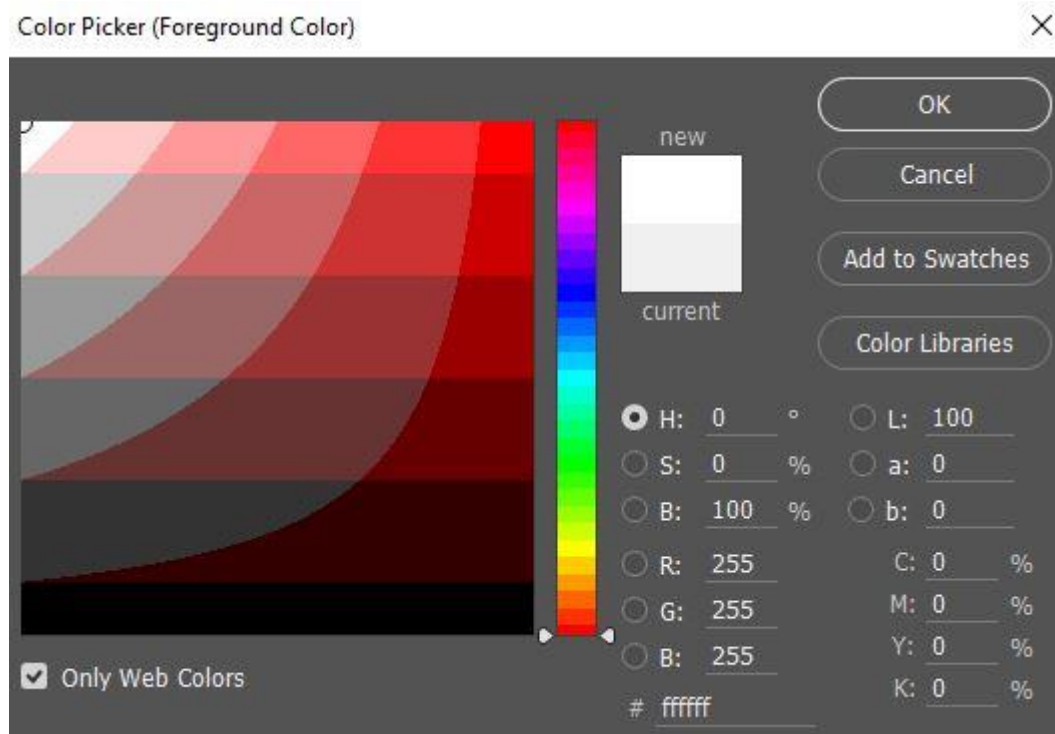 Color Picker (Foreground Color)
new
current
OK
Cancel
Add to Swatches
Color Libraries
H: 0 °
S: 0 %
B: 100 %
R: 255
G: 255
B: 255
# ffffff
L: 100
a: 0
b: 0
C: 0 %
M: 0 %
Y: 0 %
K: 0 %
Only Web Colors